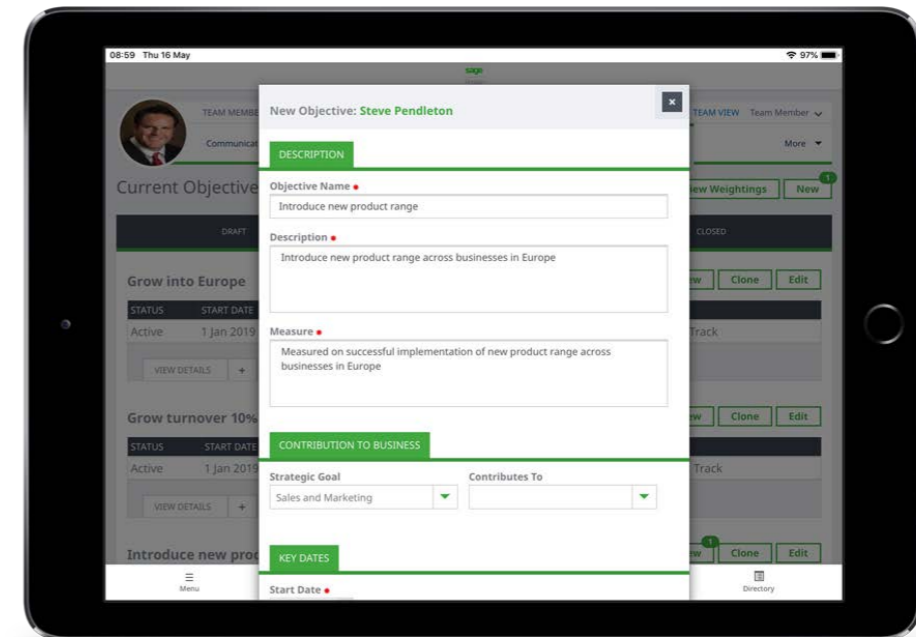 08:59 Thu 16 May
97%
sage
TEAM MEMBE
TEAM VIEW Team Member
Communicat
More
Current Objective
ew Weightings
New
1
DRAFT
CLOSED
New Objective: Steve Pendleton
×
DESCRIPTION
Objective Name
Introduce new product range
Description
Introduce new product range across businesses in Europe
Measure
Measured on successful implementation of new product range across
businesses in Europe
CONTRIBUTION TO BUSINESS
Strategic Goal
Contributes To
Sales and Marketing
KEY DATES
Start Date
Grow into Europe
ew
Clone
Edit
STATUS START DATE
Active 1 Jan 2019
Track
VIEW DETAILS +
Grow turnover 10%
ew
Clone
Edit
STATUS START DATE
Active 1 Jan 2019
Track
VIEW DETAILS +
Introduce new prod
1
ew
Clone
Edit
Menu
Directory